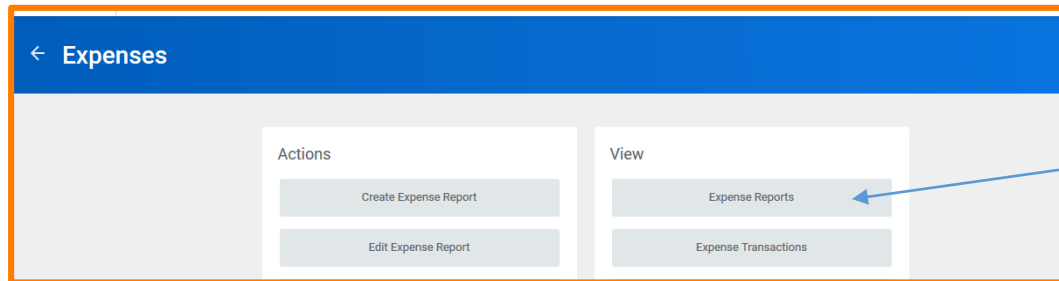 Expenses
Actions
Create Expense Report
Edit Expense Report
View
Expense Reports
Expense Transactions